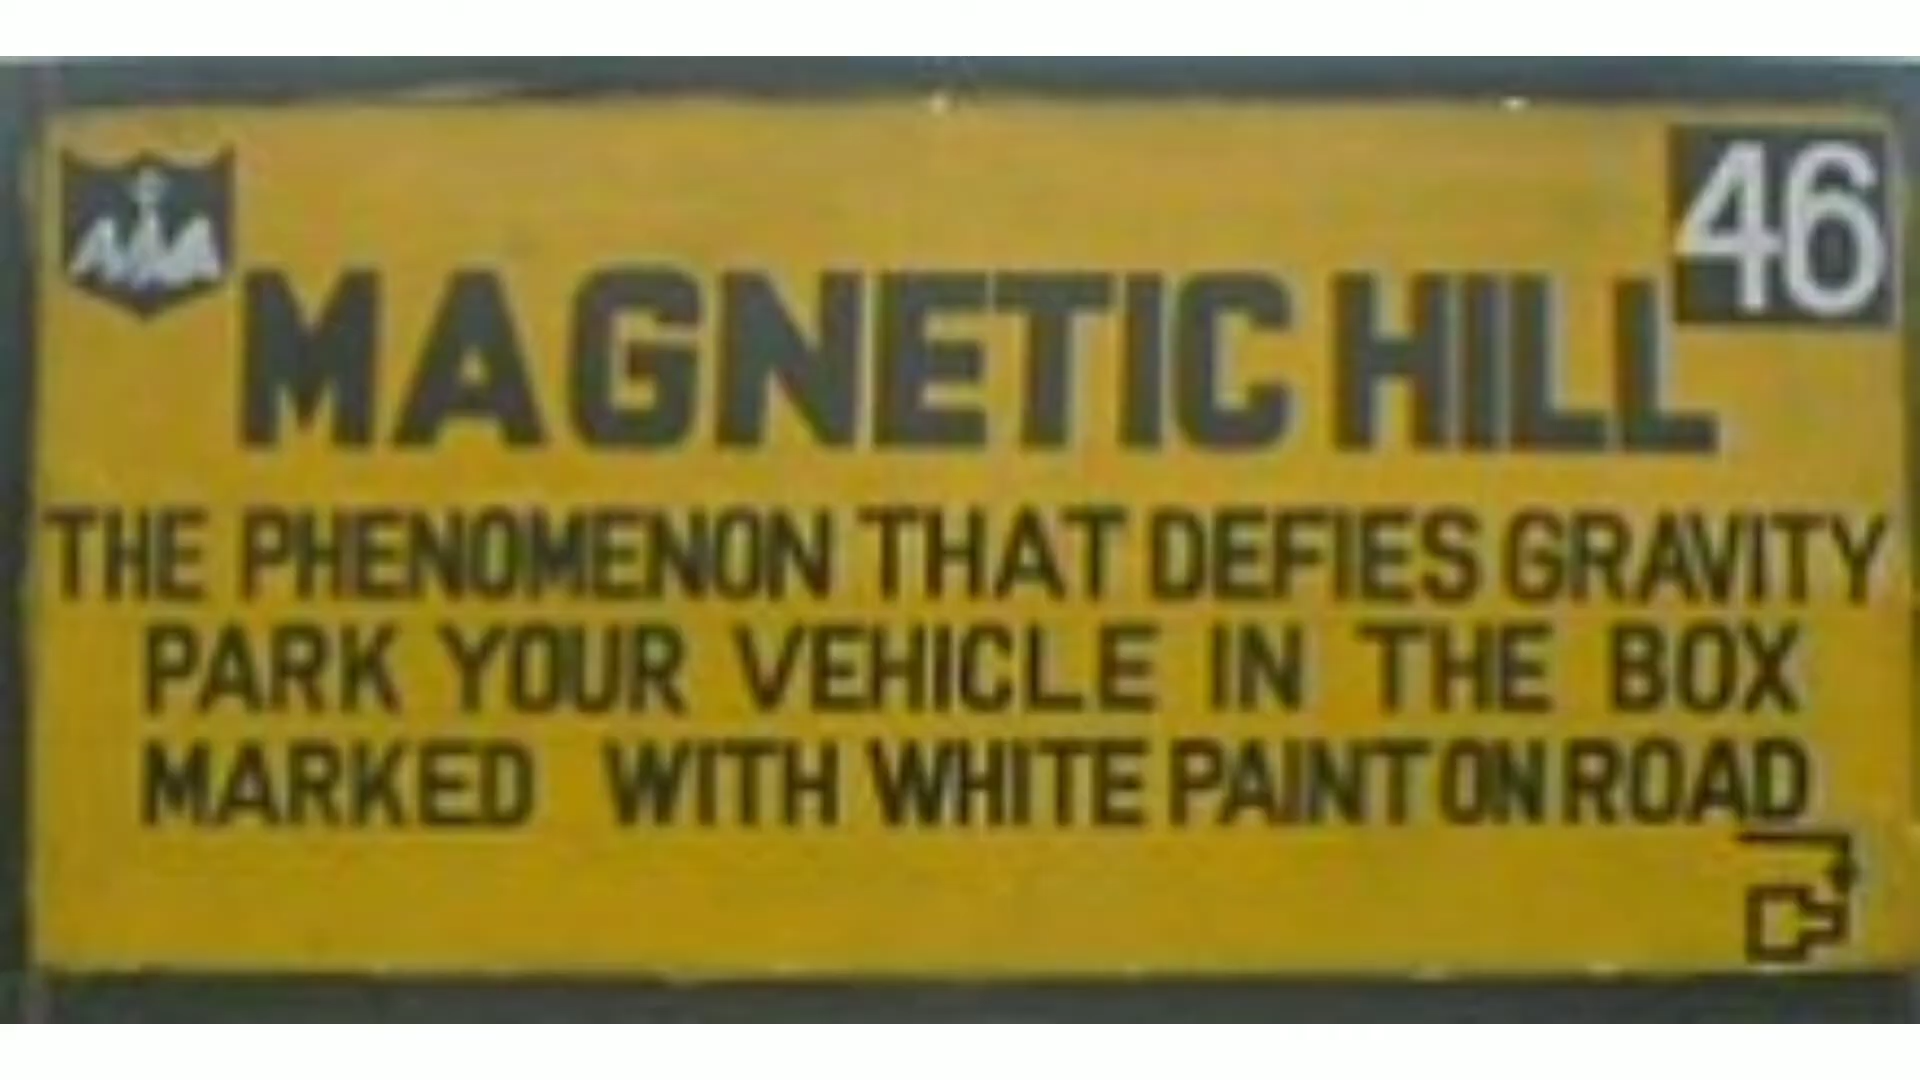 46
MAGNETIC HILL
THE PHENOMENON THAT DEFIES GRAVITY
PARK YOUR VEHICLE IN THE BOX
MARKED WITH WHITE PAINT ON ROAD